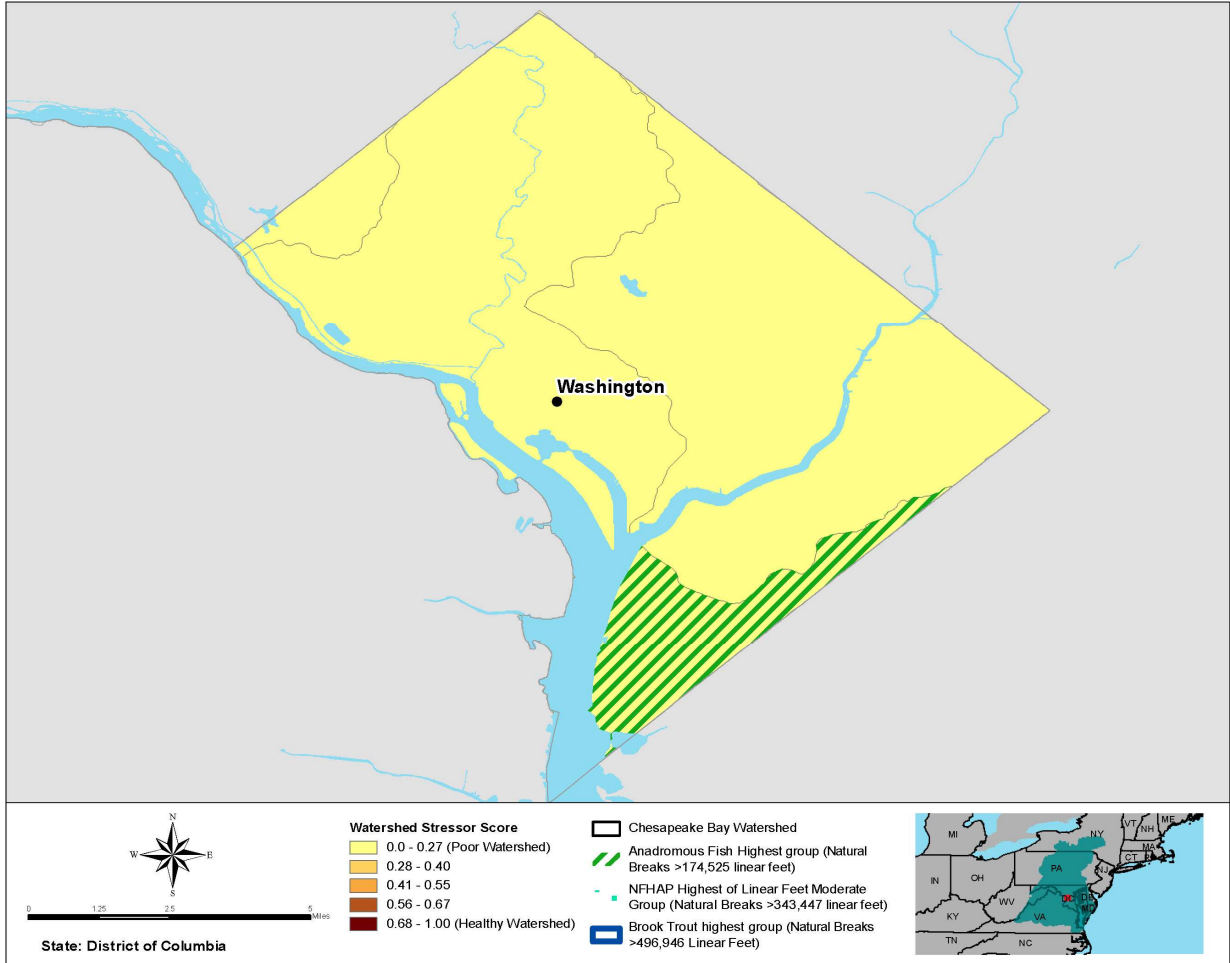 Washington
N
W
E
S
0
1.25
2.5
5
Miles
State: District of Columbia
Watershed Stressor Score
0.0 - 0.27 (Poor Watershed)
0.28 - 0.40
0.41 - 0.55
0.56 - 0.67
0.68 - 1.00 (Healthy Watershed)
Chesapeake Bay Watershed
Anadromous Fish Highest group (Natural
Breaks >174,525 linear feet)
NFHAP Highest of Linear Feet Moderate
Group (Natural Breaks >343,447 linear feet)
Brook Trout highest group (Natural Breaks
>496,946 Linear Feet)
MI
NY
VT
NH
ME
MA
CT
PA
NJ
IN
OH
WV
DC
DE
MD
KY
VA
TN
NC